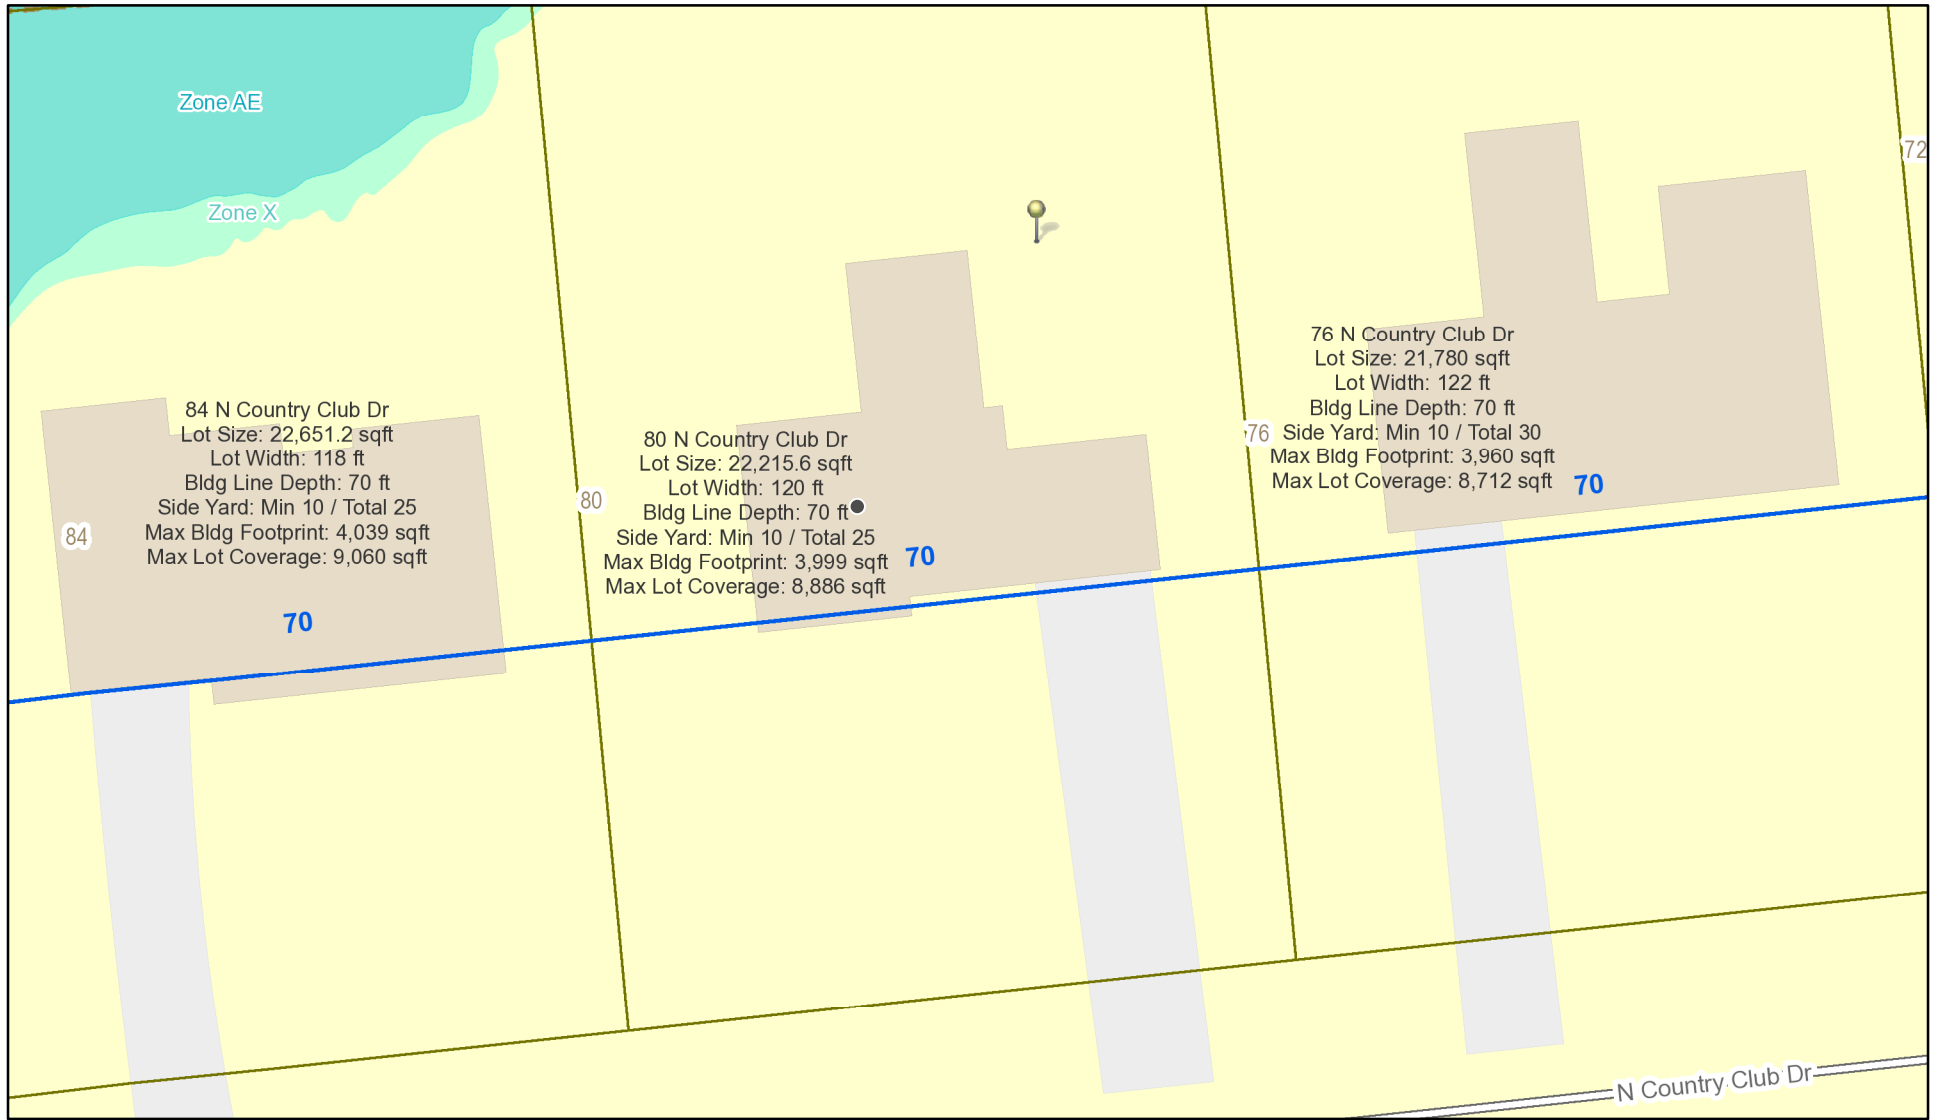 Zone AE
Zone X
72
84 N Country Club Dr
Lot Size: 22,651.2 sqft
Lot Width: 118 ft
Bldg Line Depth: 70 ft
Side Yard: Min 10 / Total 25
Max Bldg Footprint: 4,039 sqft
Max Lot Coverage: 9,060 sqft
84
70
80 N Country Club Dr
Lot Size: 22,215.6 sqft
Lot Width: 120 ft
Bldg Line Depth: 70 ft
Side Yard: Min 10 / Total 25
Max Bldg Footprint: 3,999 sqft
Max Lot Coverage: 8,886 sqft
80
70
76 N Country Club Dr
Lot Size: 21,780 sqft
Lot Width: 122 ft
Bldg Line Depth: 70 ft
Side Yard: Min 10 / Total 30
Max Bldg Footprint: 3,960 sqft
Max Lot Coverage: 8,712 sqft
76
70
N Country Club Dr